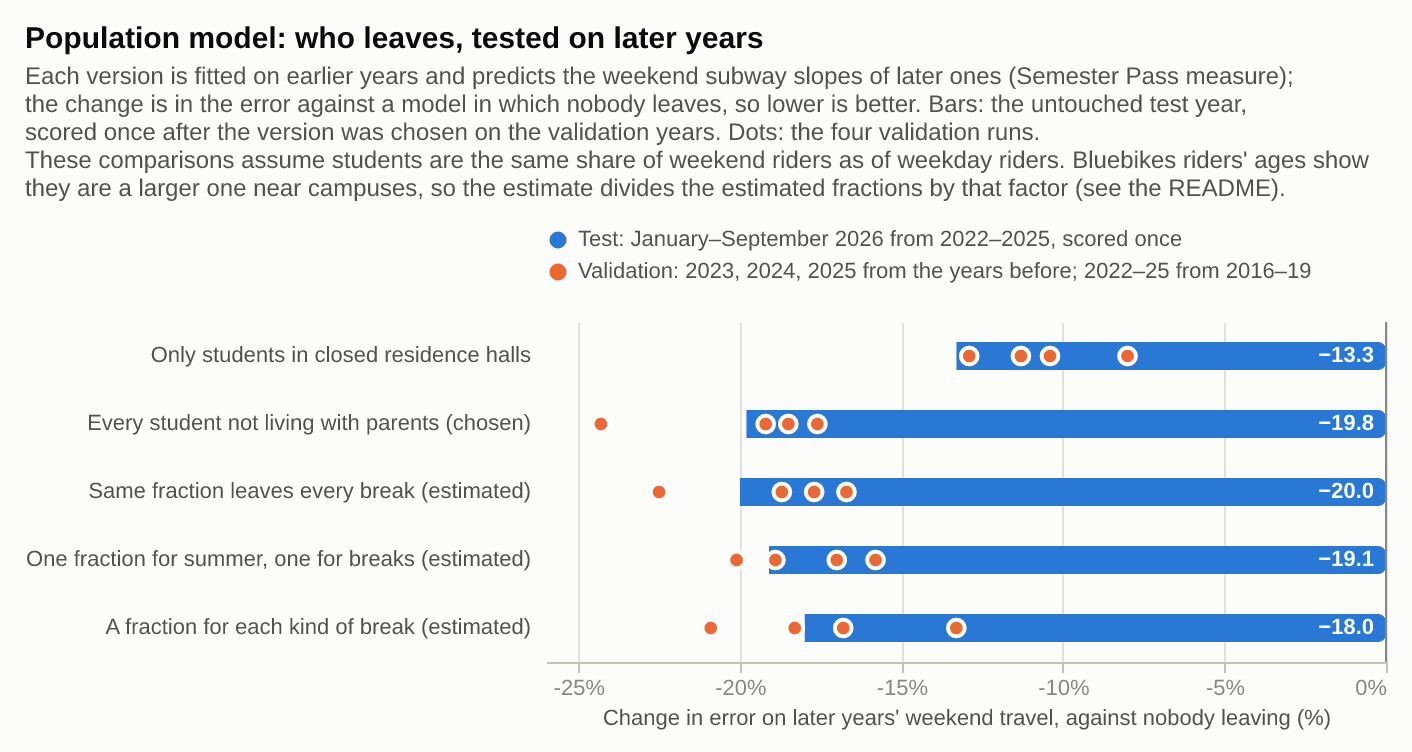 Population model: who leaves, tested on later years
Each version is fitted on earlier years and predicts the weekend subway slopes of later ones (Semester Pass measure);
the change is in the error against a model in which nobody leaves, so lower is better. Bars: the untouched test year,
scored once after the version was chosen on the validation years. Dots: the four validation runs.
These comparisons assume students are the same share of weekend riders as of weekday riders. Bluebikes riders' ages show
they are a larger one near campuses, so the estimate divides the estimated fractions by that factor (see the README).
Test: January–September 2026 from 2022–2025, scored once
Validation: 2023, 2024, 2025 from the years before; 2022–25 from 2016–19
Only students in closed residence halls
−13.3
Every student not living with parents (chosen)
−19.8
Same fraction leaves every break (estimated)
−20.0
One fraction for summer, one for breaks (estimated)
−19.1
A fraction for each kind of break (estimated)
−18.0
-25% -20% -15% -10% -5% 0%
Change in error on later years' weekend travel, against nobody leaving (%)